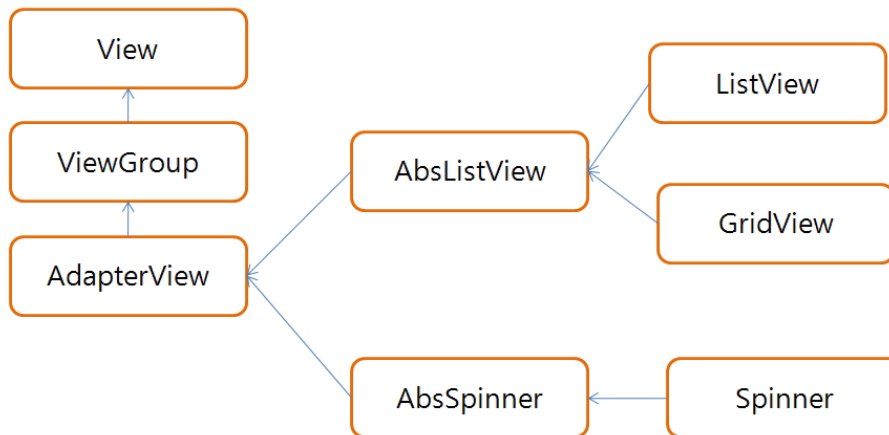 View
ViewGroup
AdapterView
AbsListView
AbsSpinner
ListView
GridView
Spinner